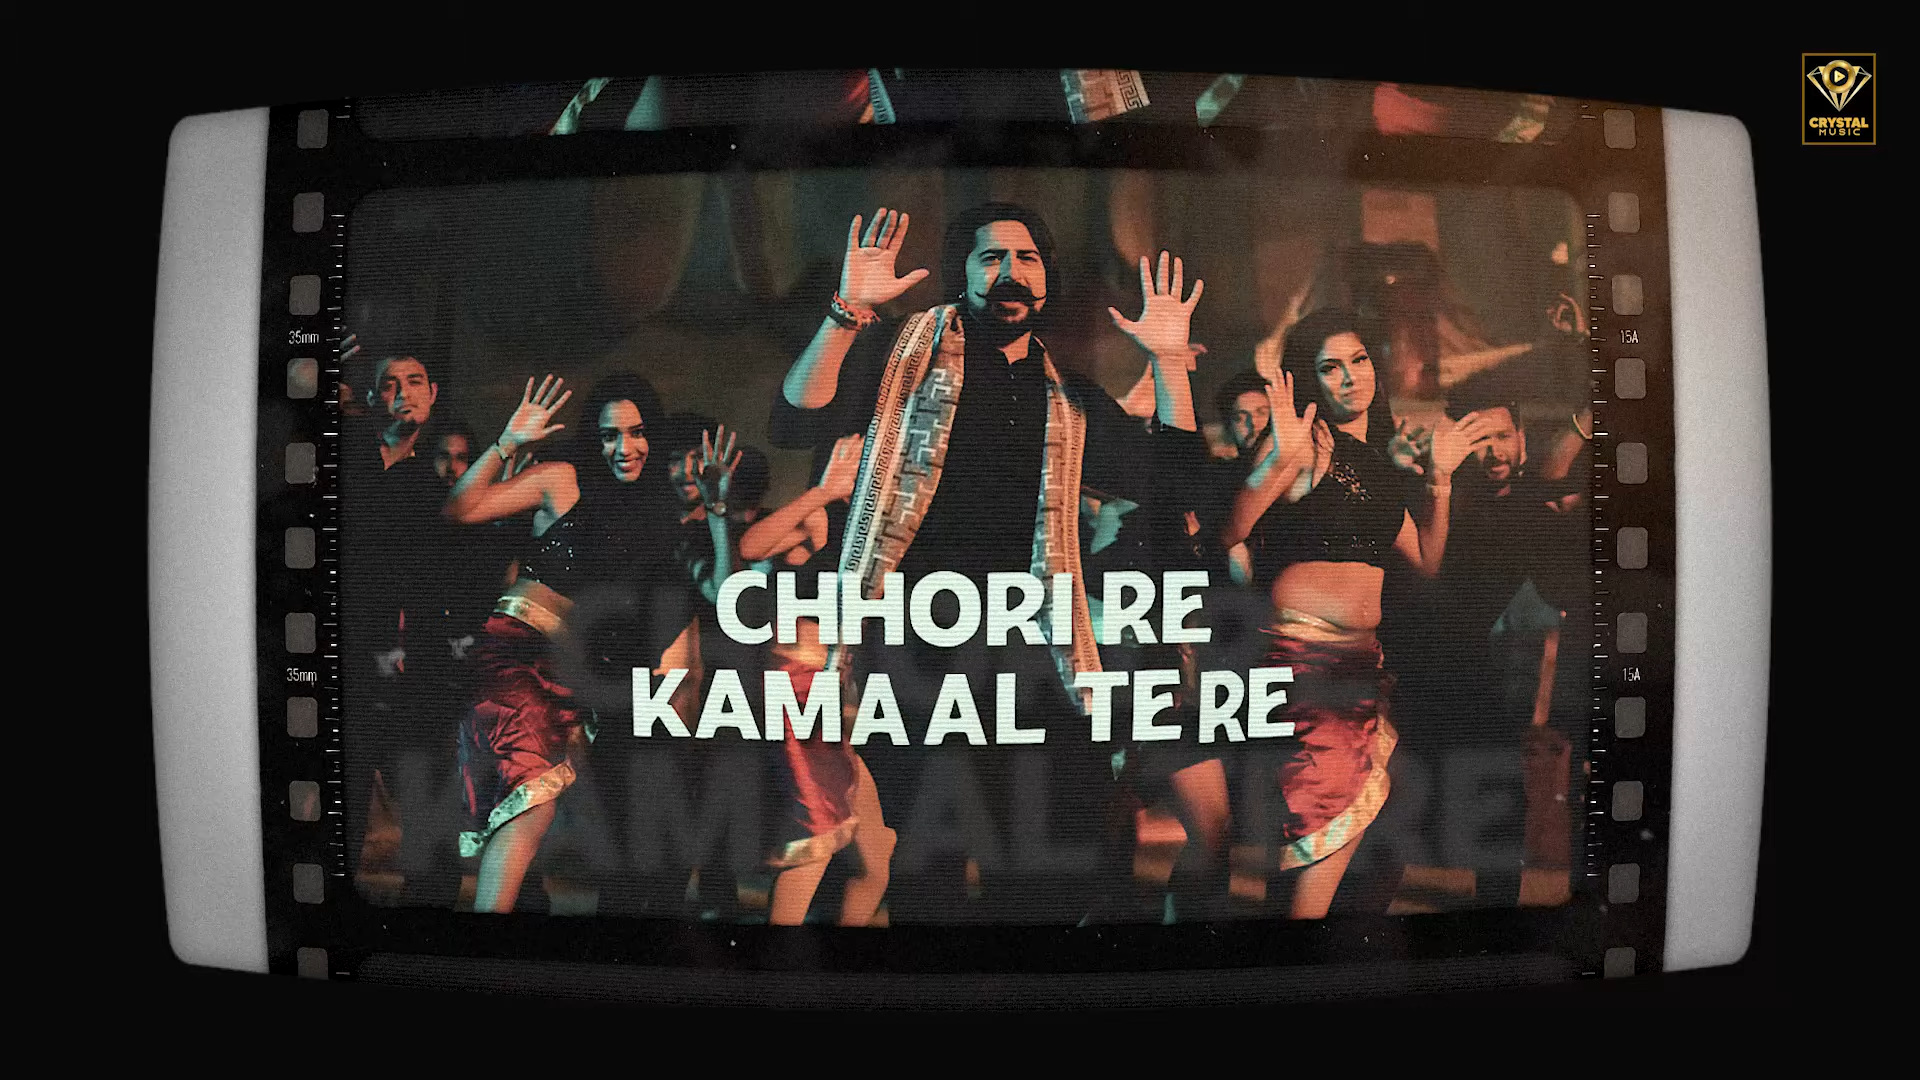 CRYSTAL
MUSIC
35mm
15A
CHHORI RE
KAMAAL TERE
35mm
15A